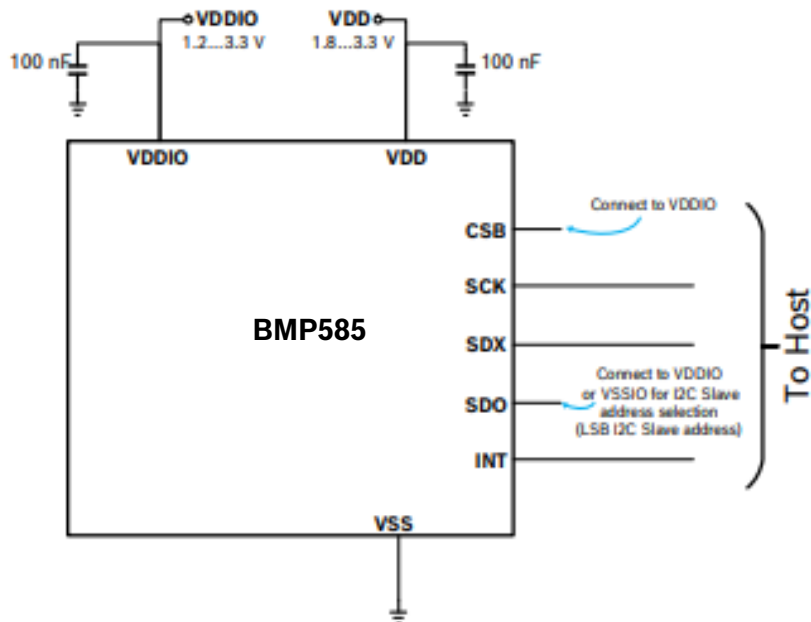 VDDIO
VDD
1.2...3.3 V
1.8...3.3 V
100 nF
100 nF
VDDIO
VDD
CSB
Connect to VDDIO
SCK
BMP585
SDX
SDO
Connect to VDDIO
or VSSIO for I2C Slave
address selection
(LSB I2C Slave address)
INT
VSS
To Host